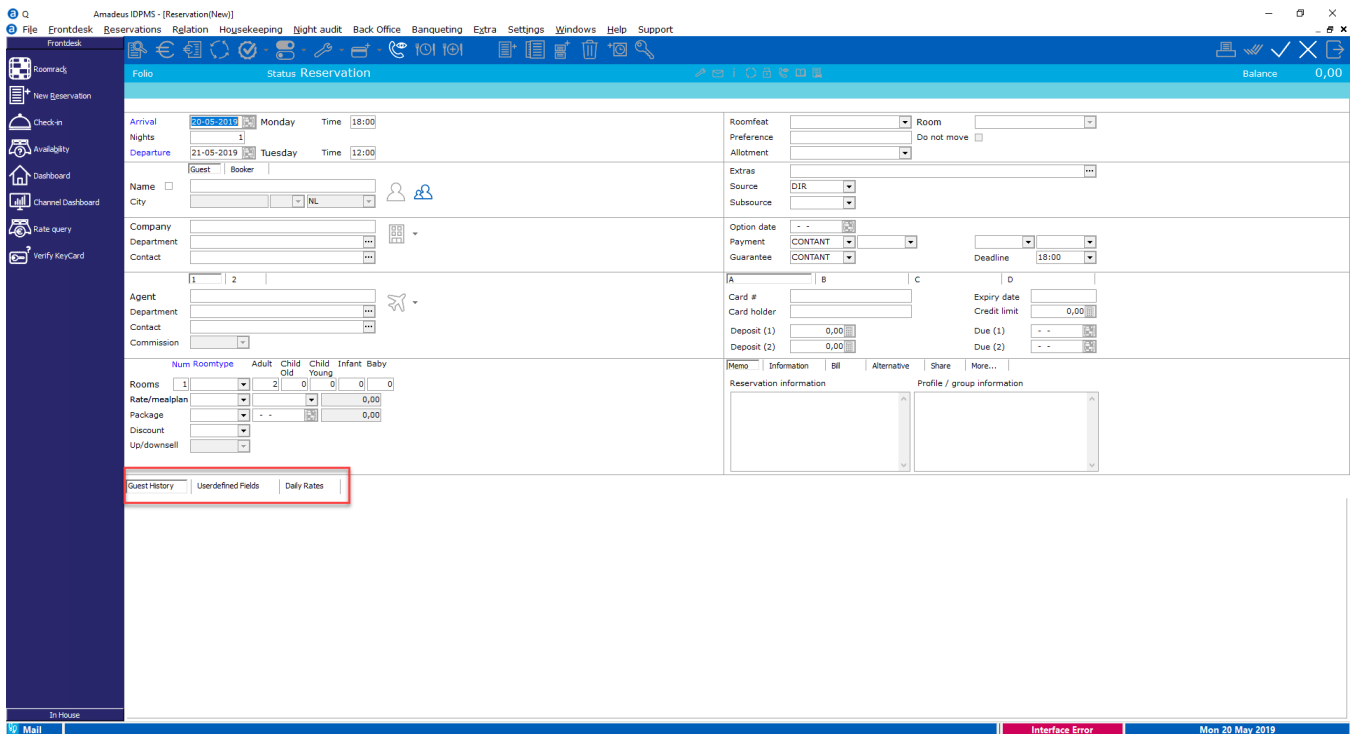 Q Amadeus IDPMS - [Reservation(New)]
File Frontdesk Reservations Relation Housekeeping Night audit Back Office Banqueting Extra Settings Windows Help Support
Frontdesk
Roomrack
New Reservation
Check-in
Availability
Dashboard
Channel Dashboard
Rate query
Verify KeyCard
In House
Folio Status Reservation Balance 0,00
Arrival 20-05-2019 Monday Time 18:00
Nights 1
Departure 21-05-2019 Tuesday Time 12:00
Guest Booker
Name
City NL
Company
Department
Contact
1 2
Agent
Department
Contact
Commission
Num Roomtype Adult Child Old Child Young Infant Baby
Rooms 1 2 0 0 0 0
Rate/mealplan 0,00
Package - - 0,00
Discount
Up/downsell
Roomfeat Room
Preference Do not move
Allotment
Extras
Source DIR
Subsource
Option date - -
Payment CONTANT
Guarantee CONTANT Deadline 18:00
A B C D
Card # Expiry date
Card holder Credit limit 0,00
Deposit (1) 0,00 Due (1) - -
Deposit (2) 0,00 Due (2) - -
Memo Information Bill Alternative Share More...
Reservation information Profile / group information
Guest History Userdefined Fields Daily Rates
Mail Interface Error Mon 20 May 2019